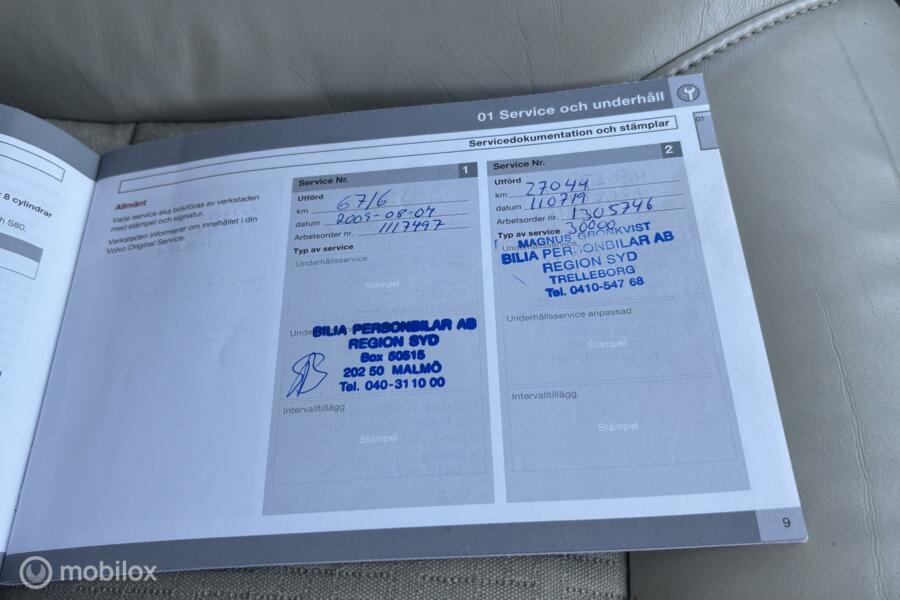 8 cylindrar
h S80.
01 Service och underhåll
01
Servicedokumentation och stämplar
Allmänt
Varje service ska bokföras av verkstaden
med stämpel och signatur.
Verkstaden informerar om innehållet i din
Volvo Original Service.
Service Nr. 1
Utförd
km 6716
datum 2009-08-04
Arbetsorder nr. 1117497
Typ av service
Underhållsservice
Stämpel
BILIA PERSONBILAR AB
REGION SYD
Box 50515
202 50 MALMÖ
Tel. 040-31 10 00
Intervalltillägg
Stämpel
Service Nr. 2
Utförd
km 27044
datum 110719
Arbetsorder nr. 1305746
Typ av service 30000
Underhållsservice
MAGNUS GRÖNKVIST
BILIA PERSONBILAR AB
REGION SYD
TRELLEBORG
Tel. 0410-547 68
Underhållsservice anpassad
Stämpel
Intervalltillägg
Stämpel
9
mobilox